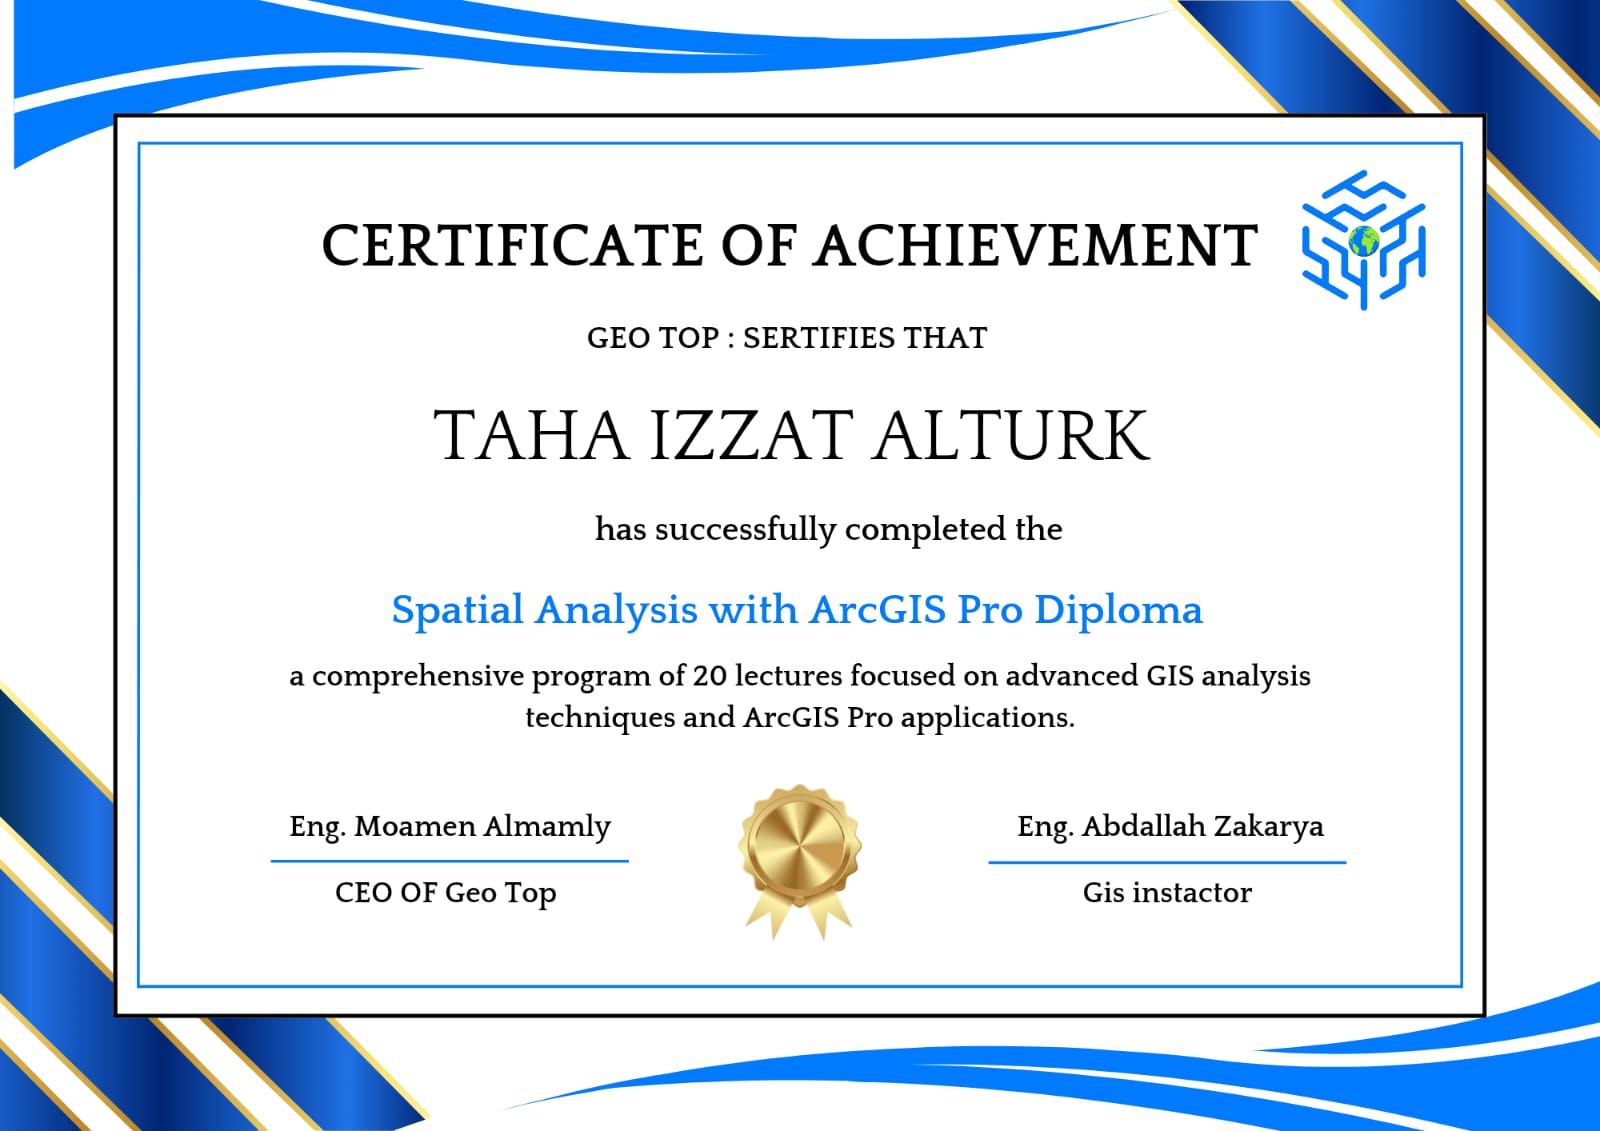 CERTIFICATE OF ACHIEVEMENT
GEO TOP : SERTIFIES THAT
TAHA IZZAT ALTURK
has successfully completed the
Spatial Analysis with ArcGIS Pro Diploma
a comprehensive program of 20 lectures focused on advanced GIS analysis
techniques and ArcGIS Pro applications.
Eng. Moamen Almamly
CEO OF Geo Top
Eng. Abdallah Zakarya
Gis instactor